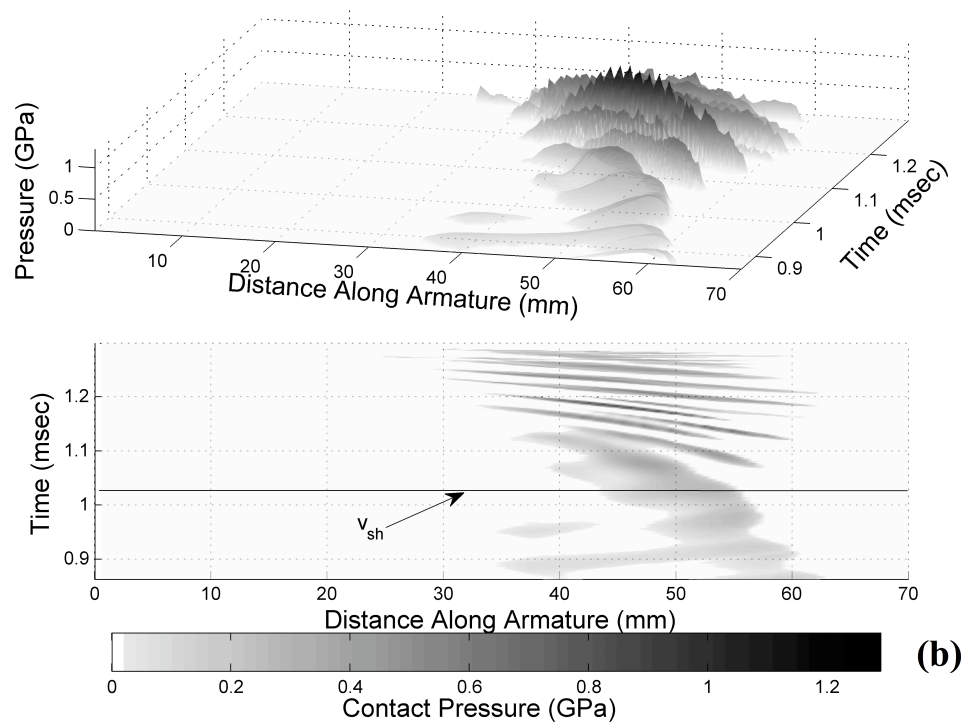 Pressure (GPa)
1
0.5
0
10
20
30
40
50
60
70
Distance Along Armature (mm)
0.9
1
1.1
1.2
Time (msec)
Time (msec)
1.2
1.1
1
0.9
v_sh
0 10 20 30 40 50 60 70
Distance Along Armature (mm)
0 0.2 0.4 0.6 0.8 1 1.2
Contact Pressure (GPa)
(b)